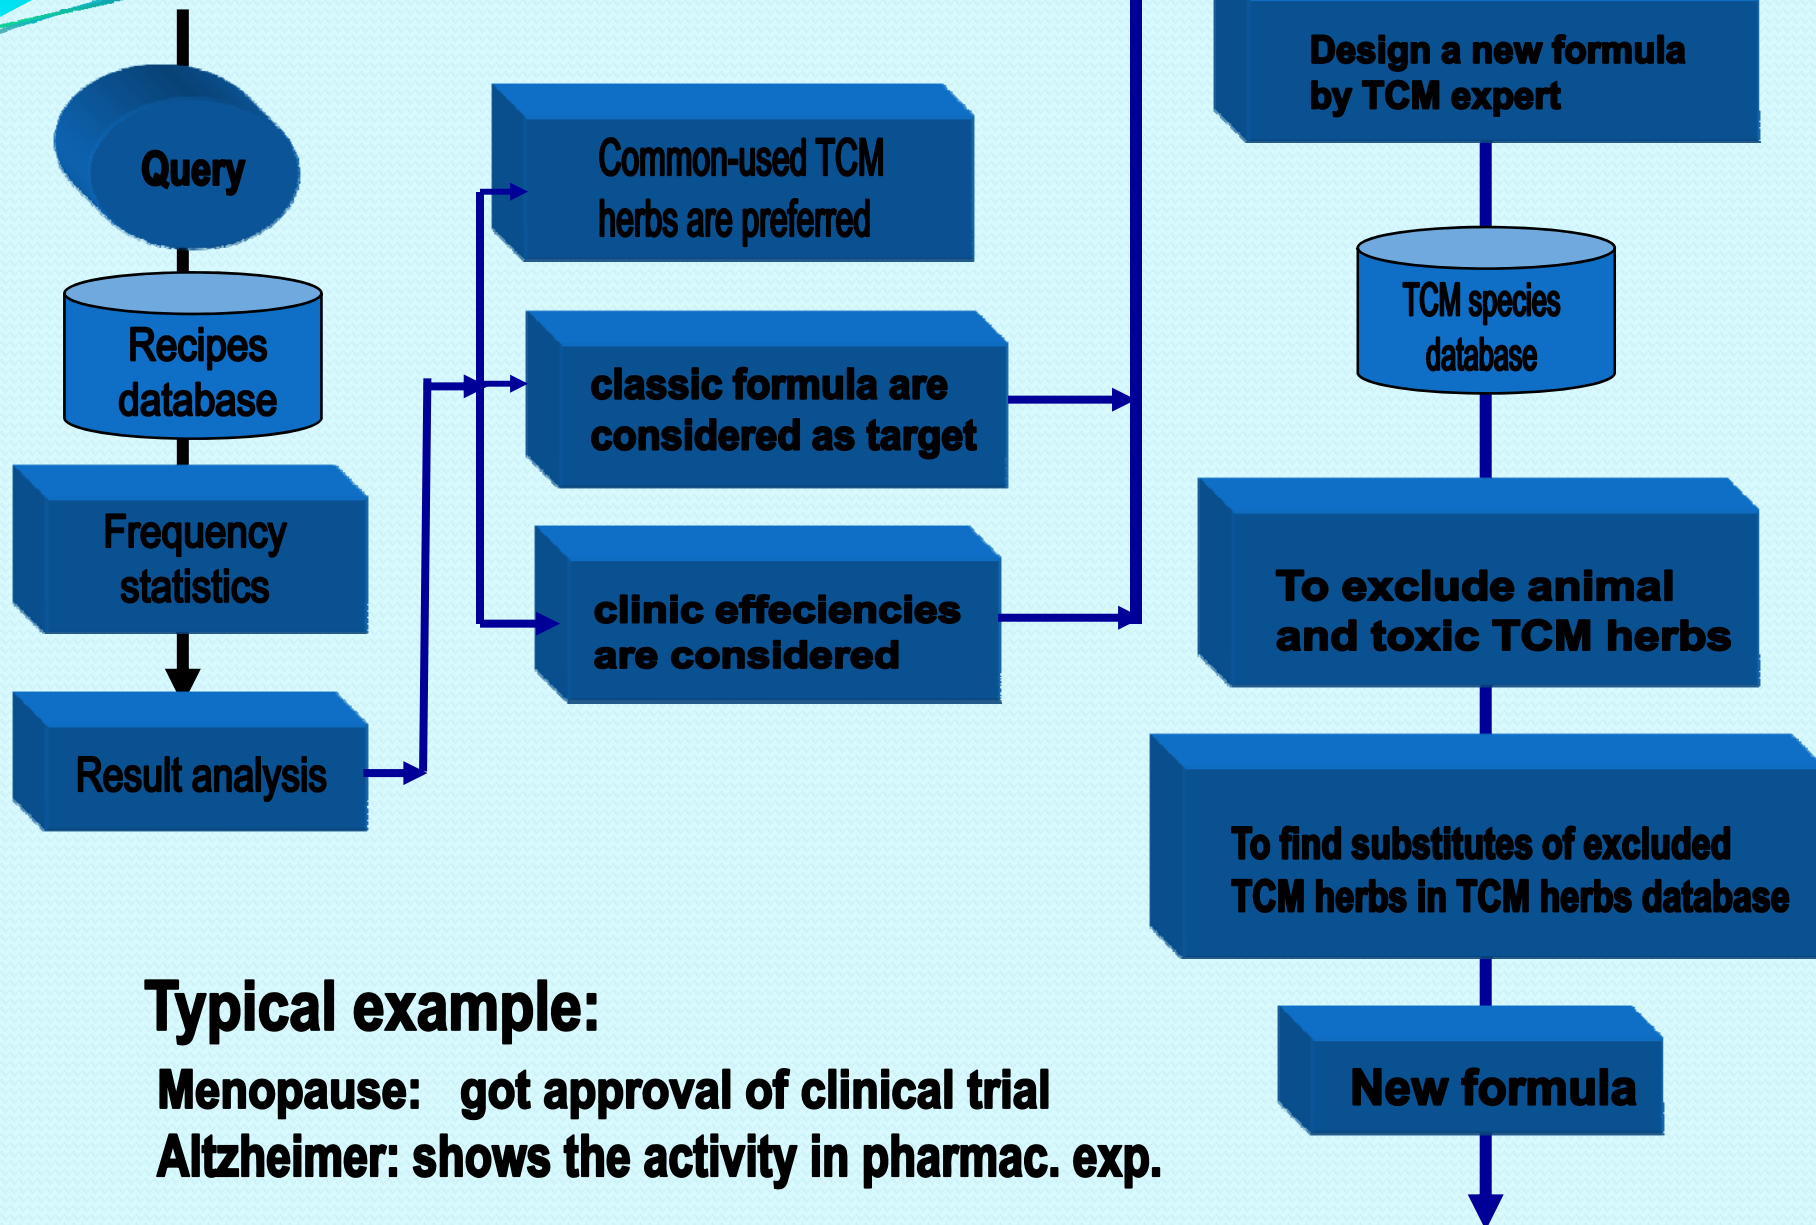 Query
Recipes
database
Frequency
statistics
Result analysis
Common-used TCM
herbs are preferred
classic formula are
considered as target
clinic effeciencies
are considered
Design a new formula
by TCM expert
TCM species
database
To exclude animal
and toxic TCM herbs
To find substitutes of excluded
TCM herbs in TCM herbs database
New formula
Typical example:
Menopause: got approval of clinical trial
Altzheimer: shows the activity in pharmac. exp.